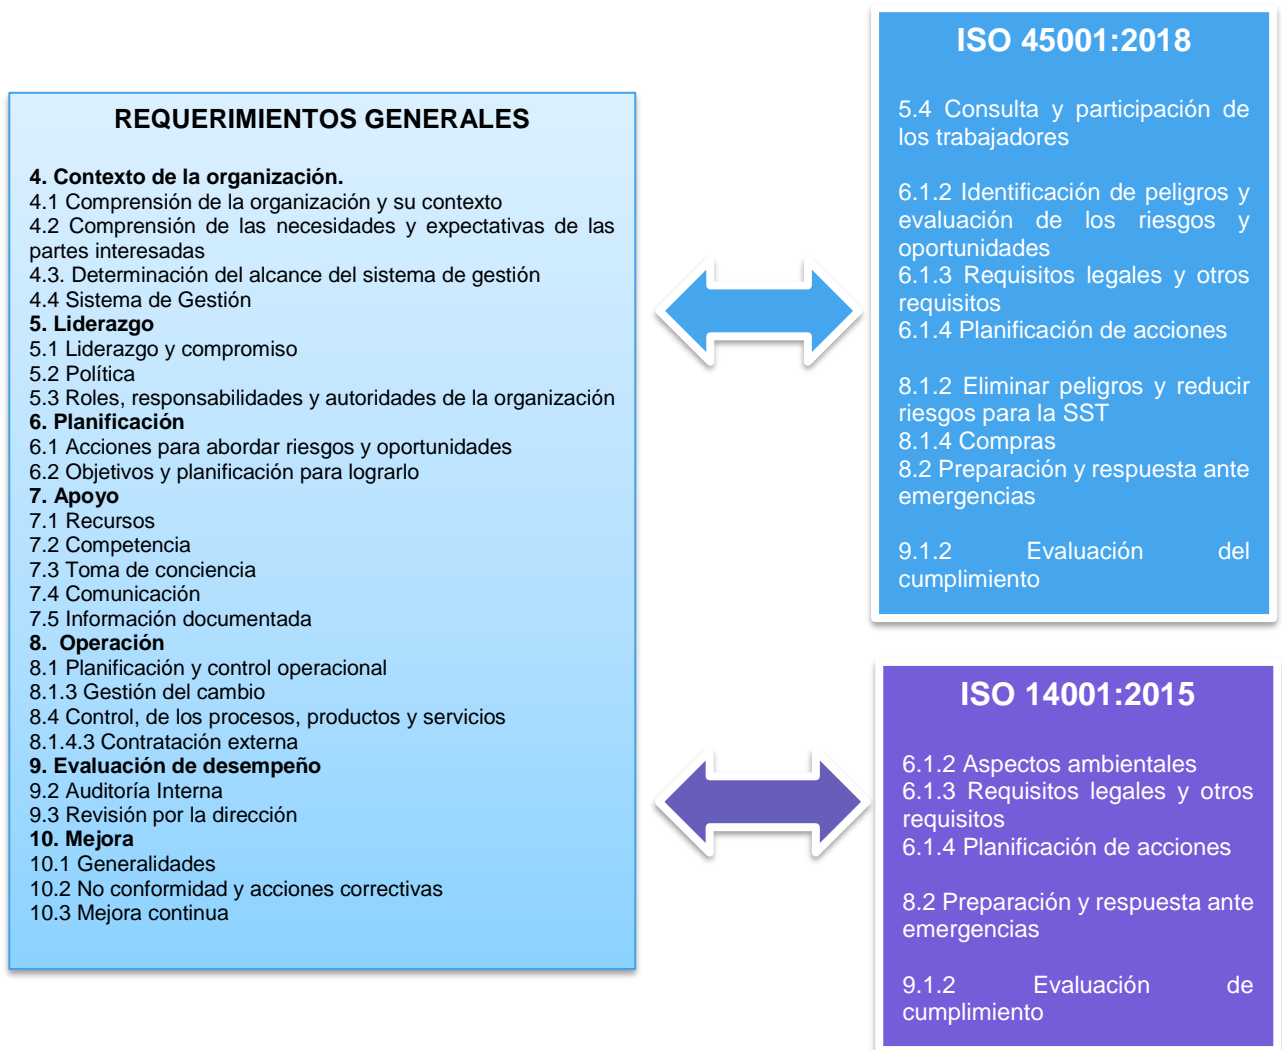 REQUERIMIENTOS GENERALES
4. Contexto de la organización.
4.1 Comprensión de la organización y su contexto
4.2 Comprensión de las necesidades y expectativas de las
partes interesadas
4.3. Determinación del alcance del sistema de gestión
4.4 Sistema de Gestión
5. Liderazgo
5.1 Liderazgo y compromiso
5.2 Política
5.3 Roles, responsabilidades y autoridades de la organización
6. Planificación
6.1 Acciones para abordar riesgos y oportunidades
6.2 Objetivos y planificación para lograrlo
7. Apoyo
7.1 Recursos
7.2 Competencia
7.3 Toma de conciencia
7.4 Comunicación
7.5 Información documentada
8. Operación
8.1 Planificación y control operacional
8.1.3 Gestión del cambio
8.4 Control, de los procesos, productos y servicios
8.1.4.3 Contratación externa
9. Evaluación de desempeño
9.2 Auditoría Interna
9.3 Revisión por la dirección
10. Mejora
10.1 Generalidades
10.2 No conformidad y acciones correctivas
10.3 Mejora continua
ISO 45001:2018
5.4 Consulta y participación de
los trabajadores
6.1.2 Identificación de peligros y
evaluación de los riesgos y
oportunidades
6.1.3 Requisitos legales y otros
requisitos
6.1.4 Planificación de acciones
8.1.2 Eliminar peligros y reducir
riesgos para la SST
8.1.4 Compras
8.2 Preparación y respuesta ante
emergencias
9.1.2 Evaluación del
cumplimiento
ISO 14001:2015
6.1.2 Aspectos ambientales
6.1.3 Requisitos legales y otros
requisitos
6.1.4 Planificación de acciones
8.2 Preparación y respuesta ante
emergencias
9.1.2 Evaluación de
cumplimiento